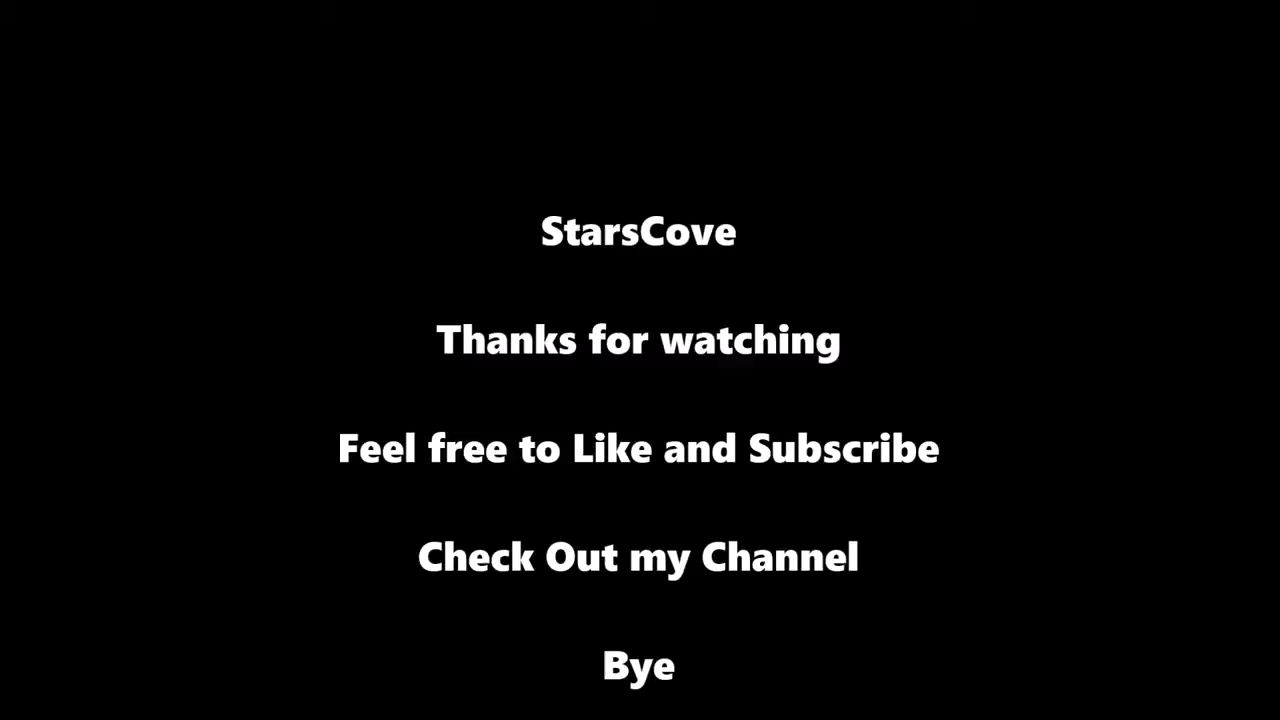 StarsCove
Thanks for watching
Feel free to Like and Subscribe
Check Out my Channel
Bye